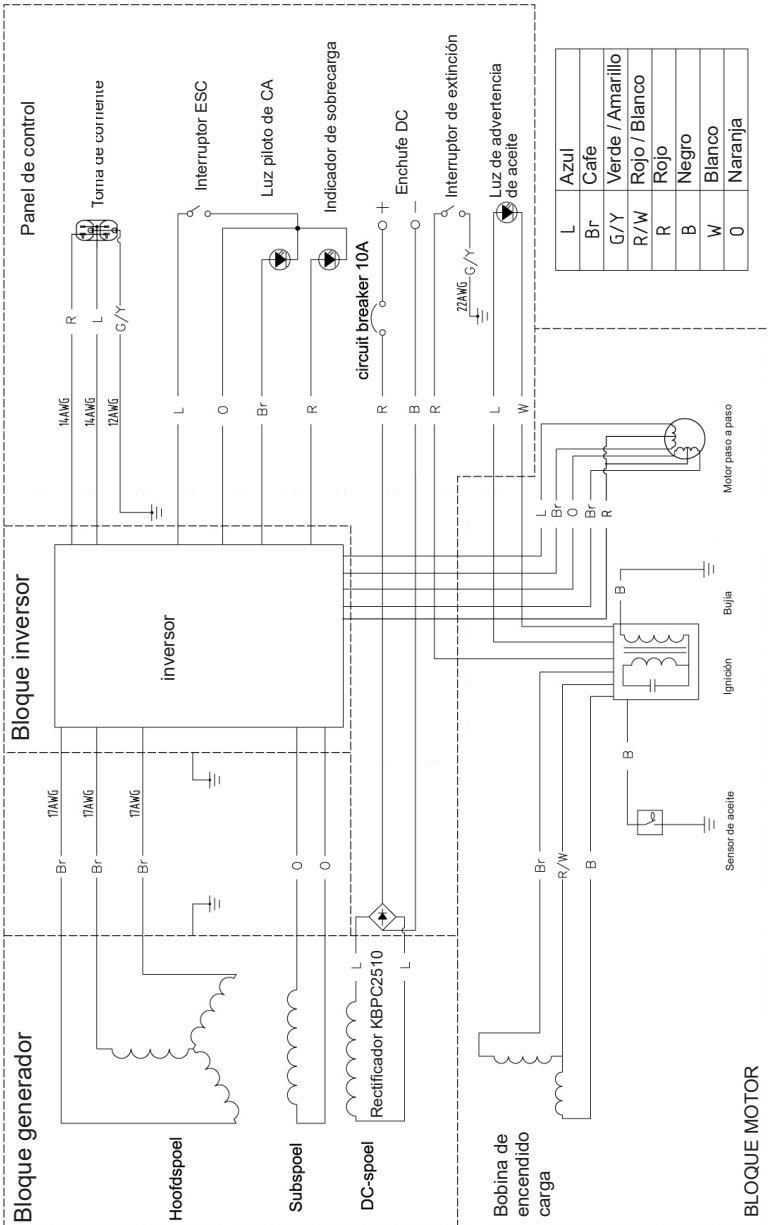 Bloque generador
Hoofdspoel
Subspoel
DC-spoel
Br
Br
Br
17AWG
17AWG
17AWG
O
O
L
L
Rectificador KBPC2510
Bloque inversor
inversor
Panel de control
14AWG
14AWG
12AWG
R
L
G/Y
Toma de corriente
L
Interruptor ESC
O
Br
Luz piloto de CA
R
Indicador de sobrecarga
R
circuit breaker 10A
+
Enchufe DC
B
−
R
22AWG
G/Y
Interruptor de extinción
L
W
Luz de advertencia
de aceite
BLOQUE MOTOR
Bobina de
encendido
carga
Br
R/W
B
B
Sensor de aceite
Ignición
B
Bujia
L
Br
O
Br
R
Motor paso a paso
L Azul
Br Cafe
G/Y Verde / Amarillo
R/W Rojo / Blanco
R Rojo
B Negro
W Blanco
O Naranja